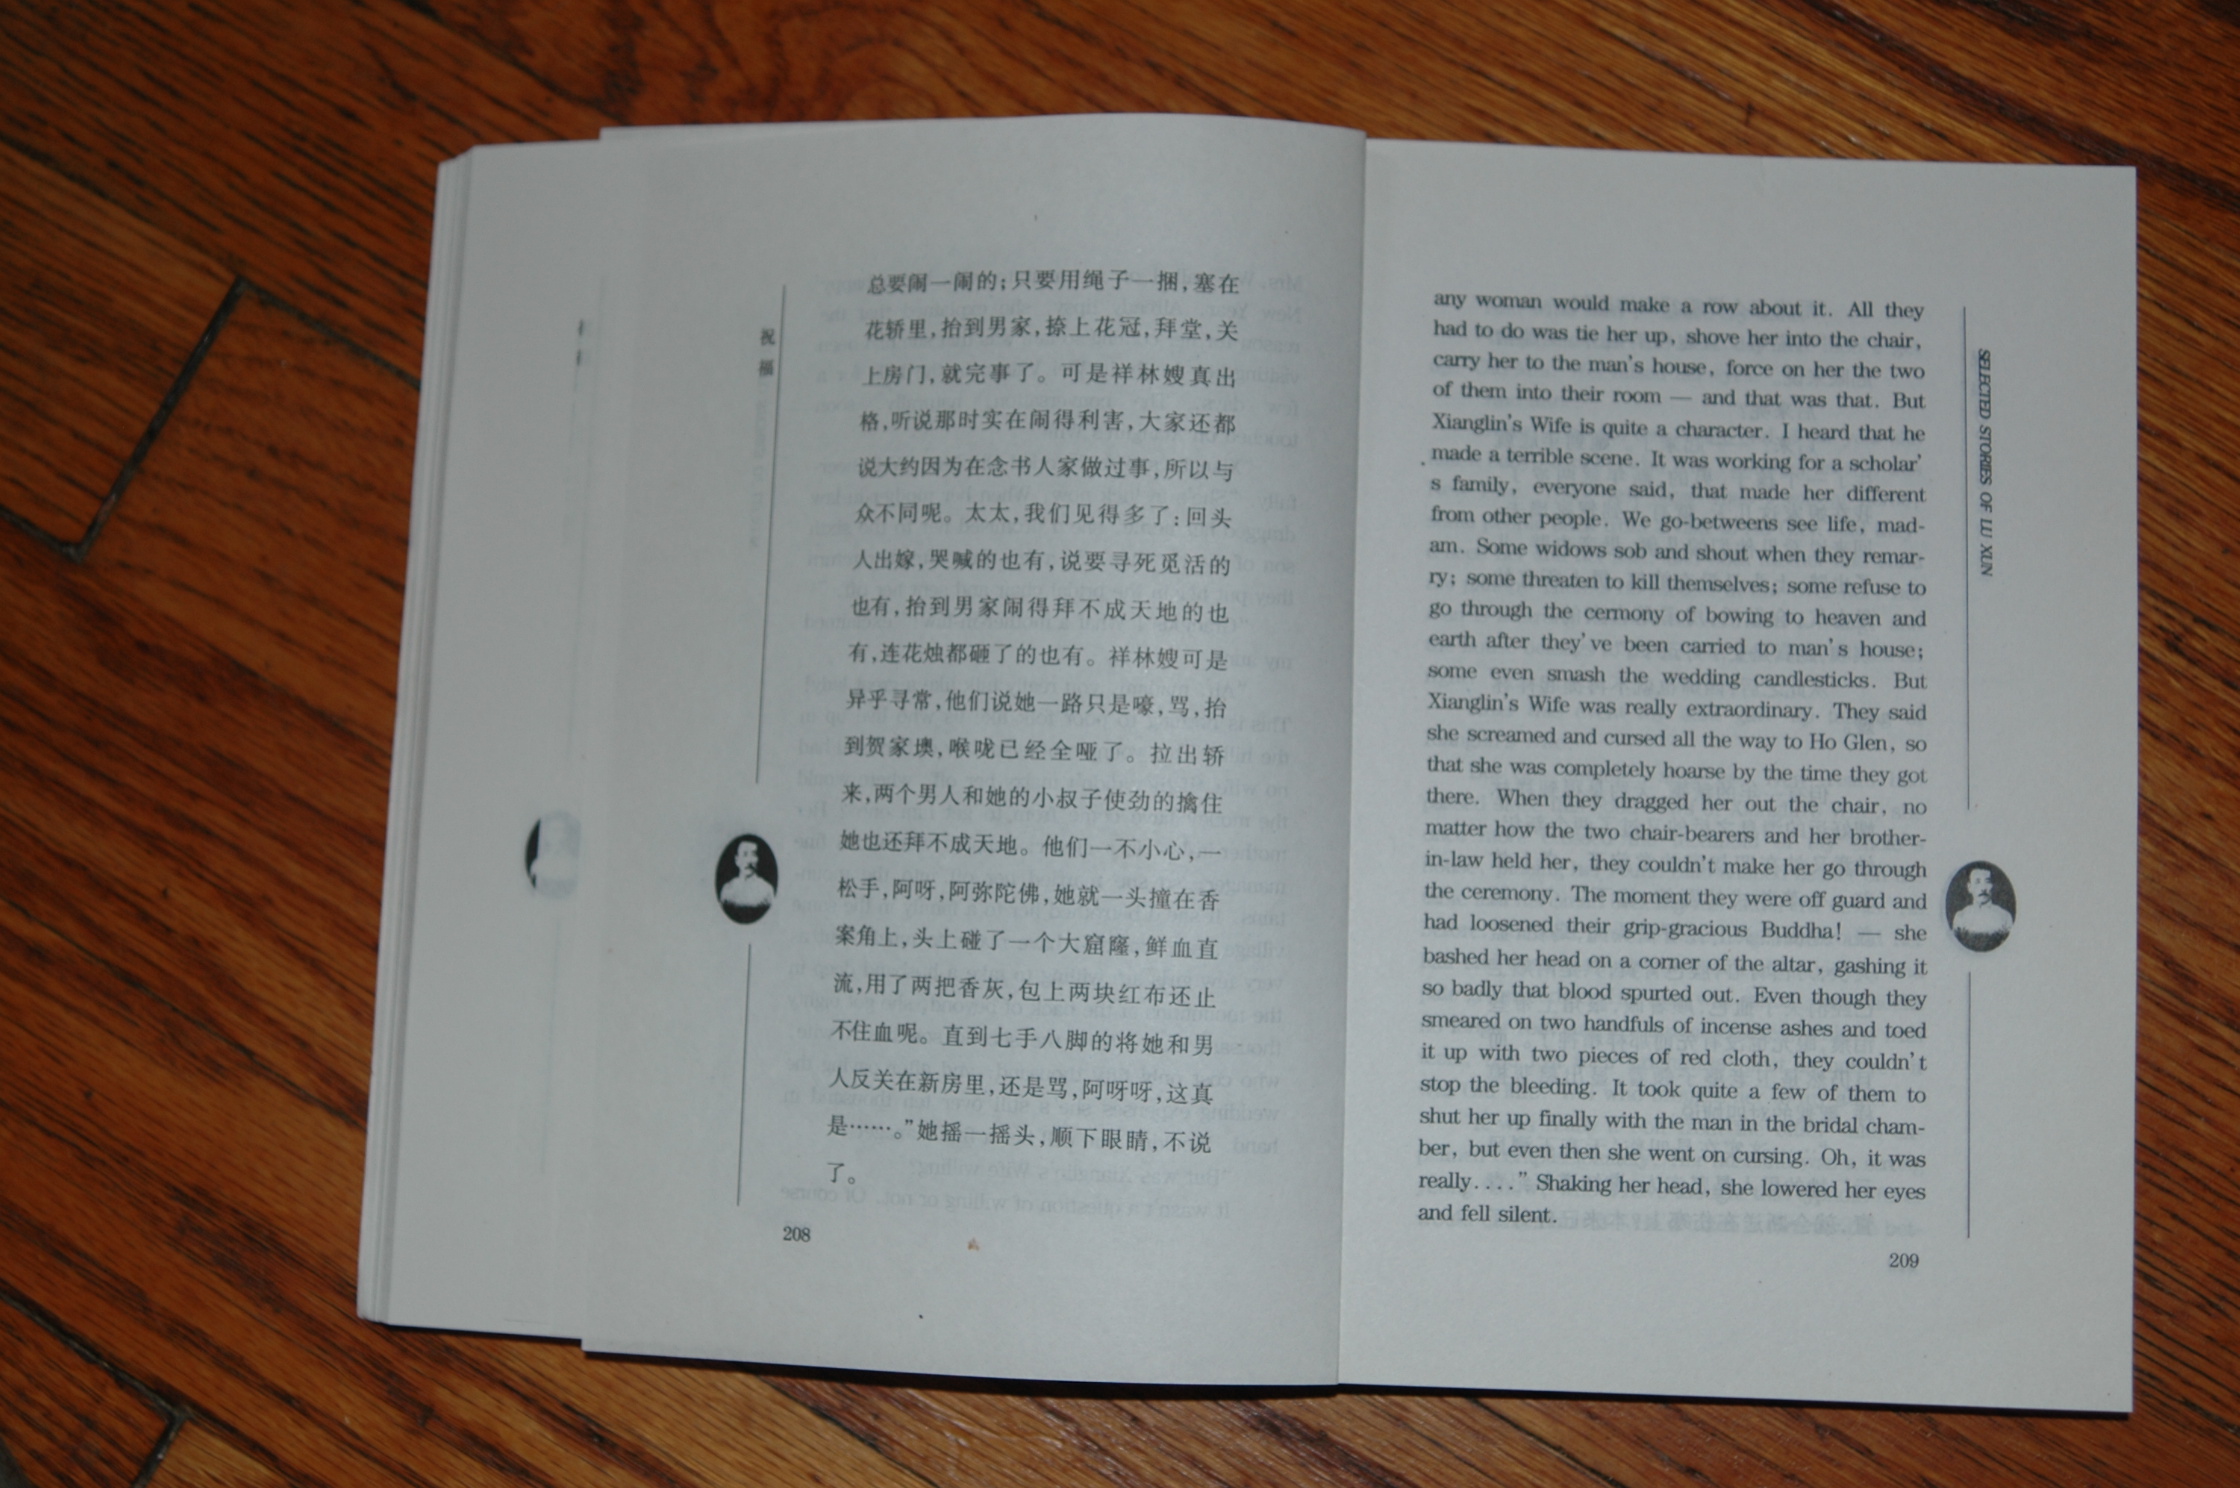 祝福
总要闹一闹的;只要用绳子一捆,塞在
花轿里,抬到男家,捺上花冠,拜堂,关
上房门,就完事了。可是祥林嫂真出
格,听说那时实在闹得利害,大家还都
说大约因为在念书人家做过事,所以与
众不同呢。太太,我们见得多了:回头
人出嫁,哭喊的也有,说要寻死觅活的
也有,抬到男家闹得拜不成天地的也
有,连花烛都砸了的也有。祥林嫂可是
异乎寻常,他们说她一路只是嚎,骂,抬
到贺家墺,喉咙已经全哑了。拉出轿
来,两个男人和她的小叔子使劲的擒住
她也还拜不成天地。他们一不小心,一
松手,阿呀,阿弥陀佛,她就一头撞在香
案角上,头上碰了一个大窟窿,鲜血直
流,用了两把香灰,包上两块红布还止
不住血呢。直到七手八脚的将她和男
人反关在新房里,还是骂,阿呀呀,这真
是……。”她摇一摇头,顺下眼睛,不说
了。
208
any woman would make a row about it. All they
had to do was tie her up, shove her into the chair,
carry her to the man's house, force on her the two
of them into their room — and that was that. But
Xianglin's Wife is quite a character. I heard that he
made a terrible scene. It was working for a scholar'
s family, everyone said, that made her different
from other people. We go-betweens see life, mad-
am. Some widows sob and shout when they remar-
ry; some threaten to kill themselves; some refuse to
go through the cermony of bowing to heaven and
earth after they've been carried to man's house;
some even smash the wedding candlesticks. But
Xianglin's Wife was really extraordinary. They said
she screamed and cursed all the way to Ho Glen, so
that she was completely hoarse by the time they got
there. When they dragged her out the chair, no
matter how the two chair-bearers and her brother-
in-law held her, they couldn't make her go through
the ceremony. The moment they were off guard and
had loosened their grip-gracious Buddha! — she
bashed her head on a corner of the altar, gashing it
so badly that blood spurted out. Even though they
smeared on two handfuls of incense ashes and toed
it up with two pieces of red cloth, they couldn't
stop the bleeding. It took quite a few of them to
shut her up finally with the man in the bridal cham-
ber, but even then she went on cursing. Oh, it was
really...." Shaking her head, she lowered her eyes
and fell silent.
209
SELECTED STORIES OF LU XUN